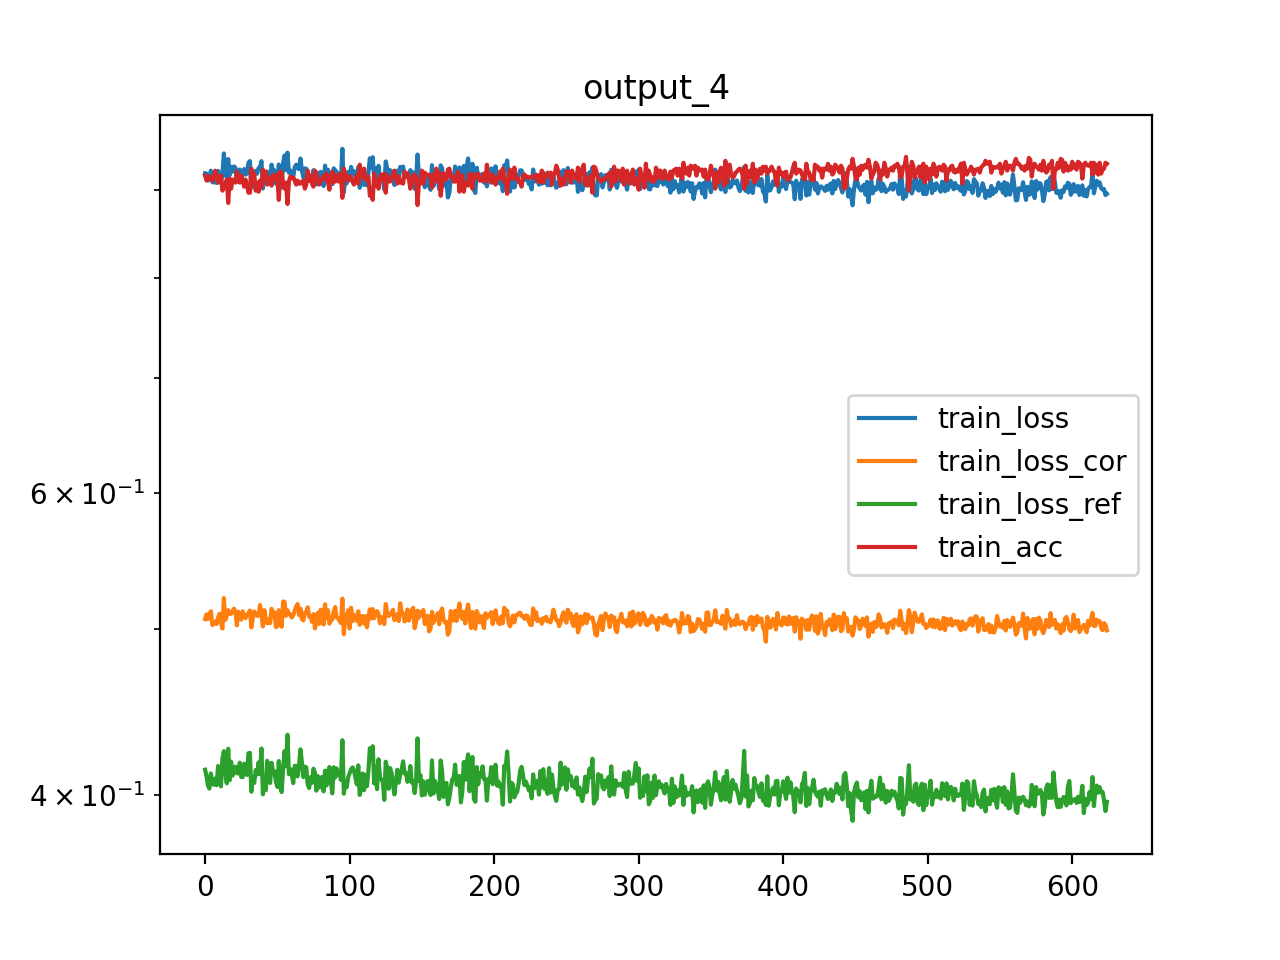 output_4
6 × 10⁻¹
4 × 10⁻¹
train_loss
train_loss_cor
train_loss_ref
train_acc
0 100 200 300 400 500 600